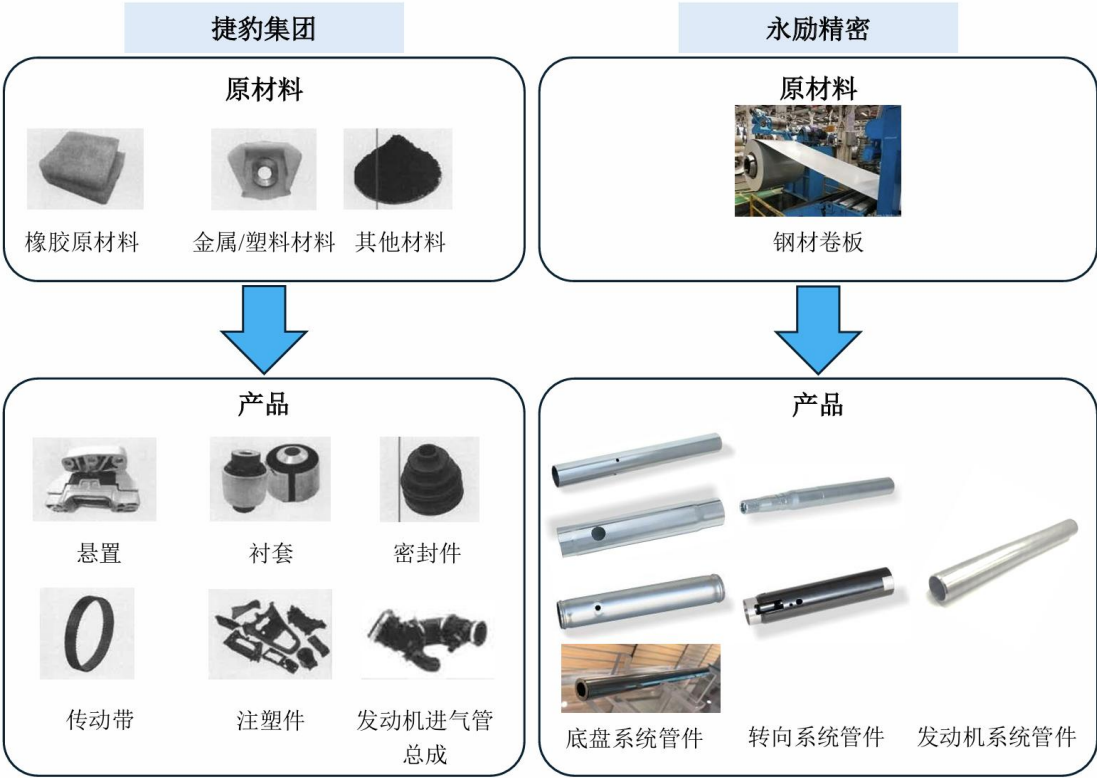 捷豹集团
永励精密
原材料
橡胶原材料
金属/塑料材料
其他材料
原材料
钢材卷板
产品
悬置
衬套
密封件
传动带
注塑件
发动机进气管
总成
产品
底盘系统管件
转向系统管件
发动机系统管件